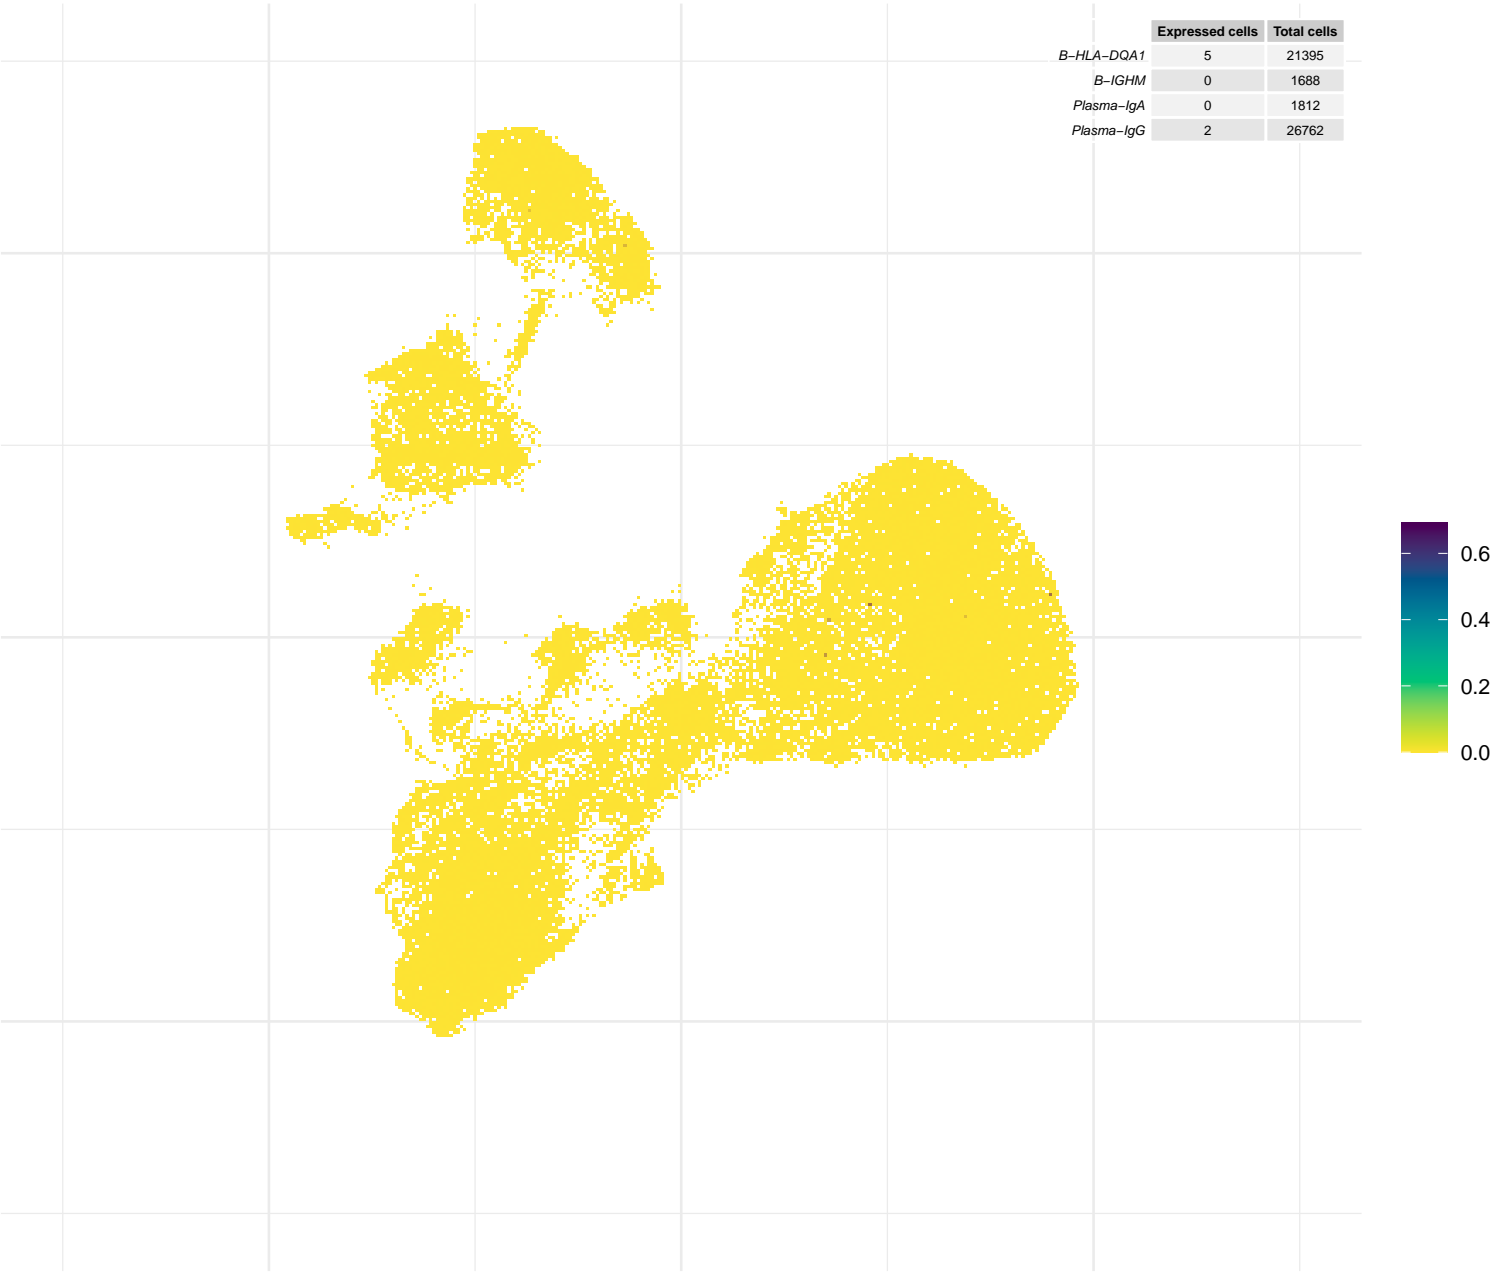 Expressed cells Total cells
B−HLA−DQA1 5 21395
B−IGHM 0 1688
Plasma−IgA 0 1812
Plasma−IgG 2 26762
0.6
0.4
0.2
0.0